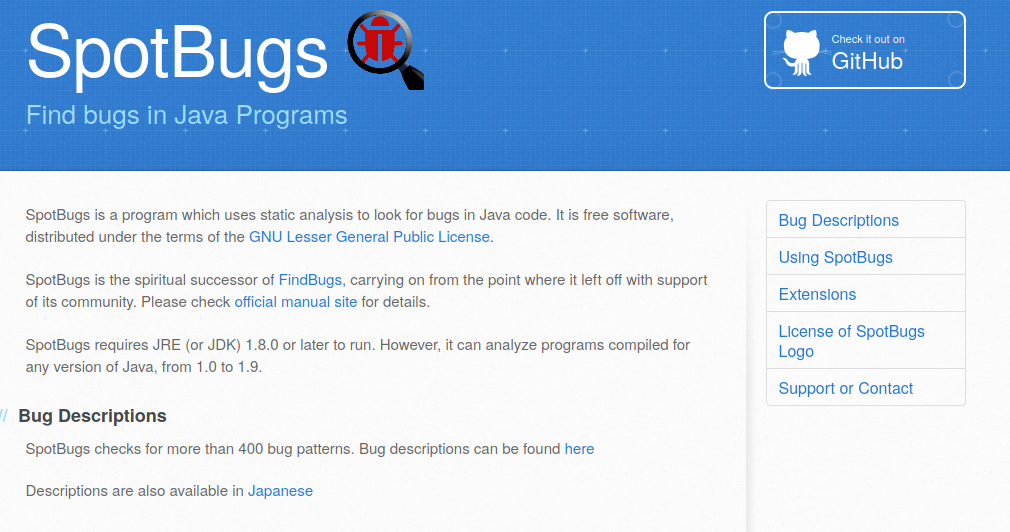 SpotBugs
Find bugs in Java Programs
Check it out on
GitHub
SpotBugs is a program which uses static analysis to look for bugs in Java code. It is free software,
distributed under the terms of the GNU Lesser General Public License.
SpotBugs is the spiritual successor of FindBugs, carrying on from the point where it left off with support
of its community. Please check official manual site for details.
SpotBugs requires JRE (or JDK) 1.8.0 or later to run. However, it can analyze programs compiled for
any version of Java, from 1.0 to 1.9.
// Bug Descriptions
SpotBugs checks for more than 400 bug patterns. Bug descriptions can be found here
Descriptions are also available in Japanese
Bug Descriptions
Using SpotBugs
Extensions
License of SpotBugs
Logo
Support or Contact